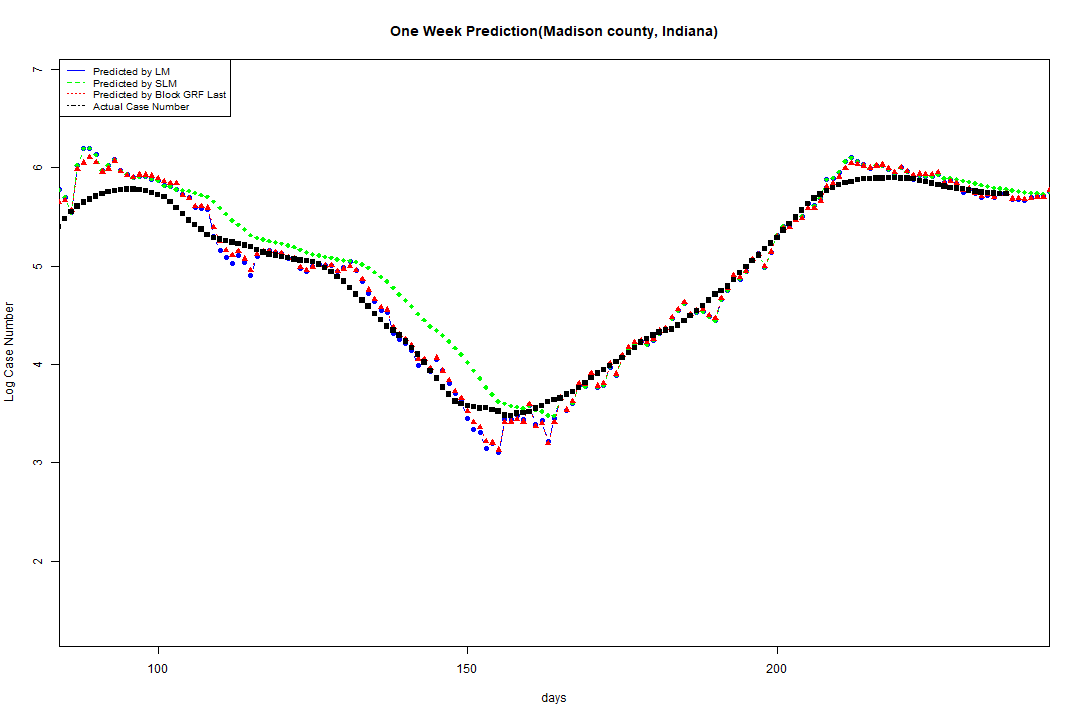 One Week Prediction(Madison county, Indiana)
Predicted by LM
Predicted by SLM
Predicted by Block GRF Last
Actual Case Number
7
6
5
4
3
2
Log Case Number
100
150
200
days